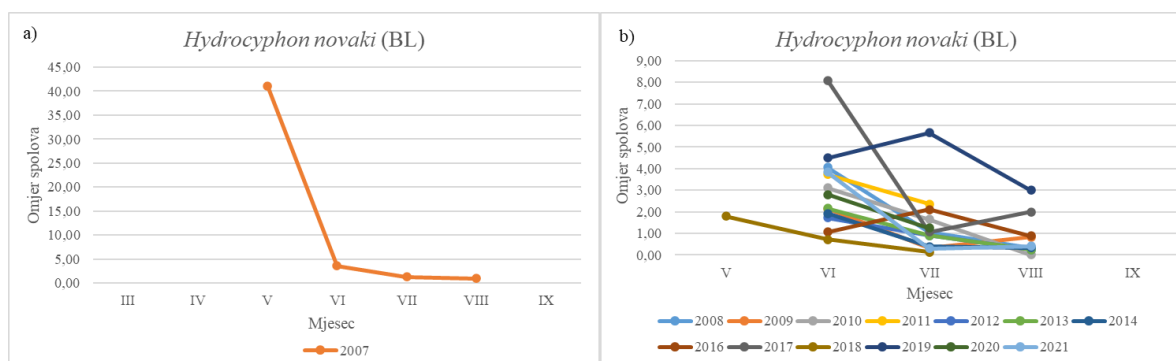 a)
Hydrocyphon novaki (BL)
Omjer spolova
45,00
40,00
35,00
30,00
25,00
20,00
15,00
10,00
5,00
0,00
III IV V VI VII VIII IX
Mjesec
2007
b)
Hydrocyphon novaki (BL)
Omjer spolova
9,00
8,00
7,00
6,00
5,00
4,00
3,00
2,00
1,00
0,00
V VI VII VIII IX
Mjesec
2008 2009 2010 2011 2012 2013 2014
2016 2017 2018 2019 2020 2021